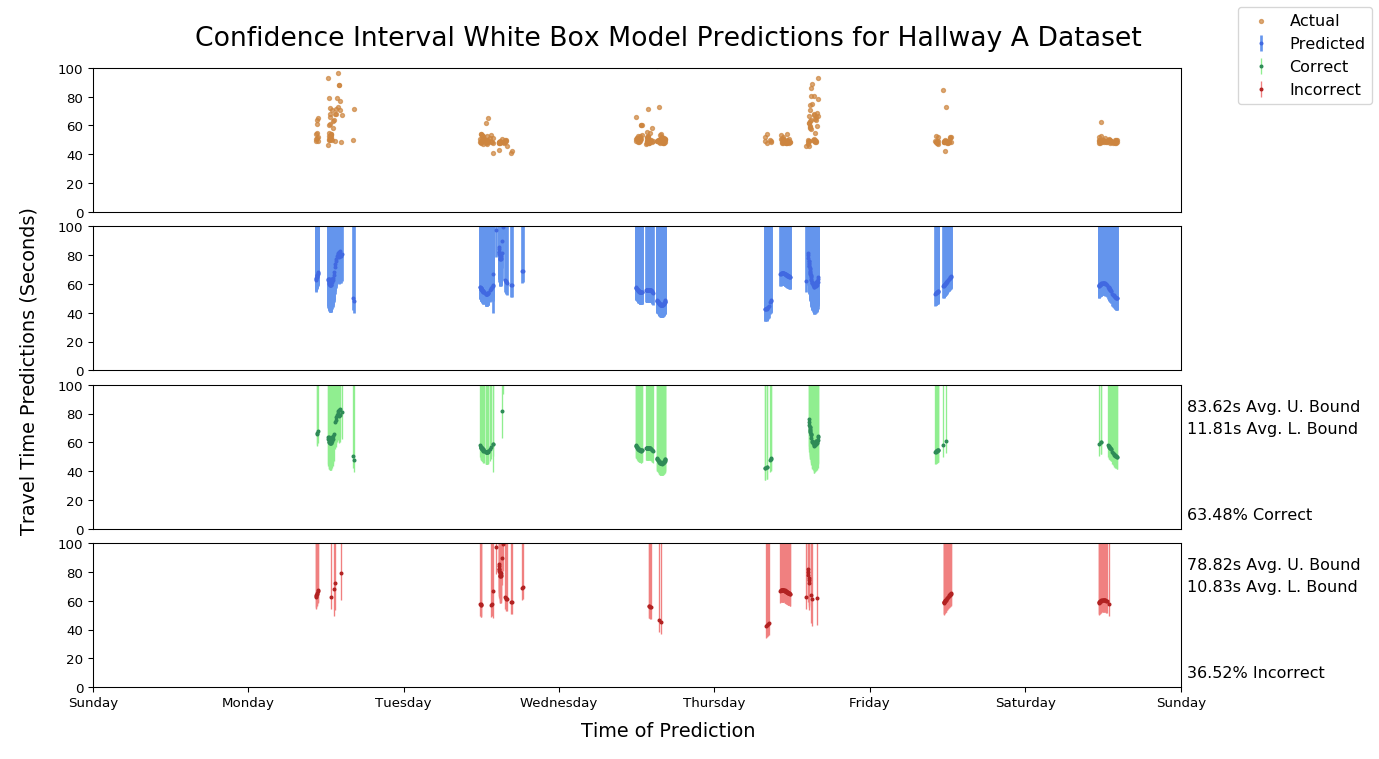 Confidence Interval White Box Model Predictions for Hallway A Dataset
Actual
Predicted
Correct
Incorrect
Travel Time Predictions (Seconds)
100
80
60
40
20
0
100
80
60
40
20
0
100
80
60
40
20
0
83.62s Avg. U. Bound
11.81s Avg. L. Bound
63.48% Correct
100
80
60
40
20
0
78.82s Avg. U. Bound
10.83s Avg. L. Bound
36.52% Incorrect
Sunday Monday Tuesday Wednesday Thursday Friday Saturday Sunday
Time of Prediction